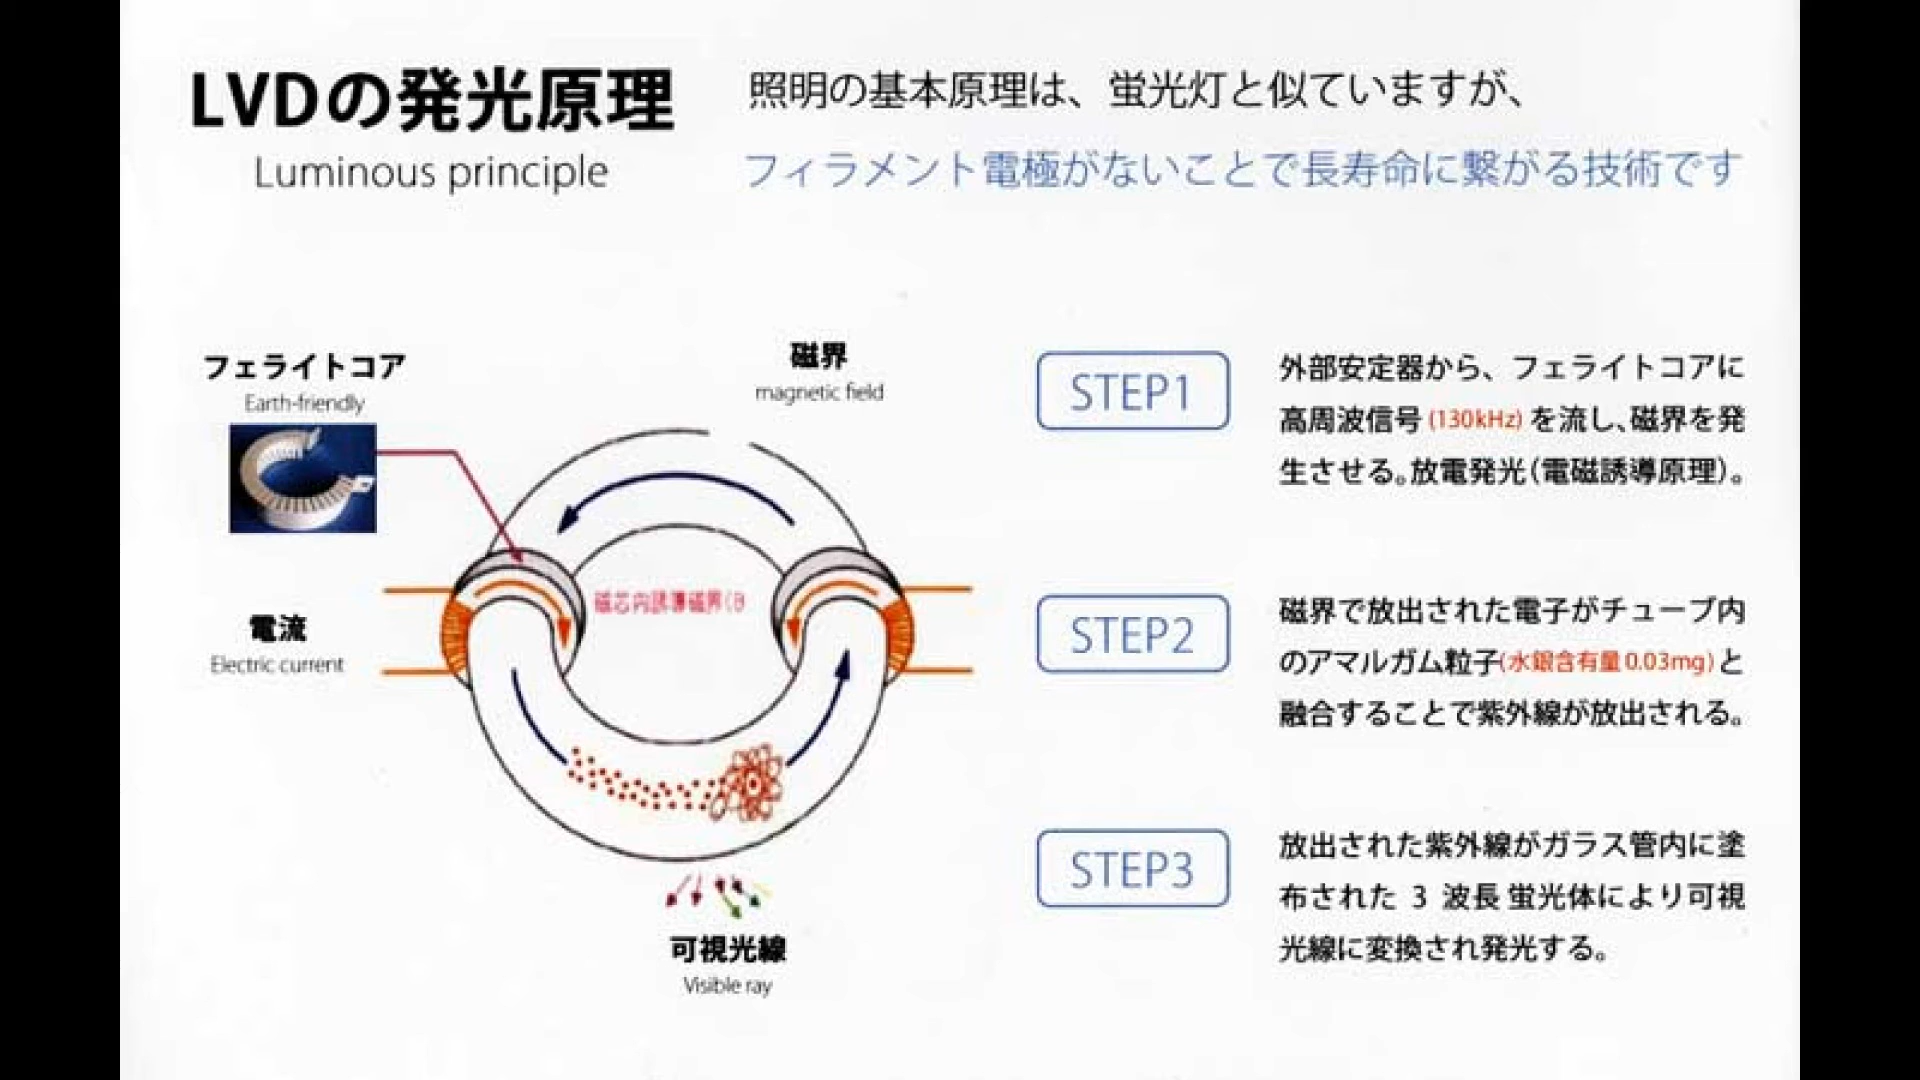 LVDの発光原理
Luminous principle
照明の基本原理は、蛍光灯と似ていますが、
フィラメント電極がないことで長寿命に繋がる技術です
フェライトコア
Earth-friendly
磁界
magnetic field
磁芯内誘導磁界(B
電流
Electric current
可視光線
Visible ray
STEP1
外部安定器から、フェライトコアに
高周波信号(130kHz)を流し、磁界を発
生させる。放電発光(電磁誘導原理)。
STEP2
磁界で放出された電子がチューブ内
のアマルガム粒子(水銀含有量0.03mg)と
融合することで紫外線が放出される。
STEP3
放出された紫外線がガラス管内に塗
布された 3 波長 蛍光体により可視
光線に変換され発光する。